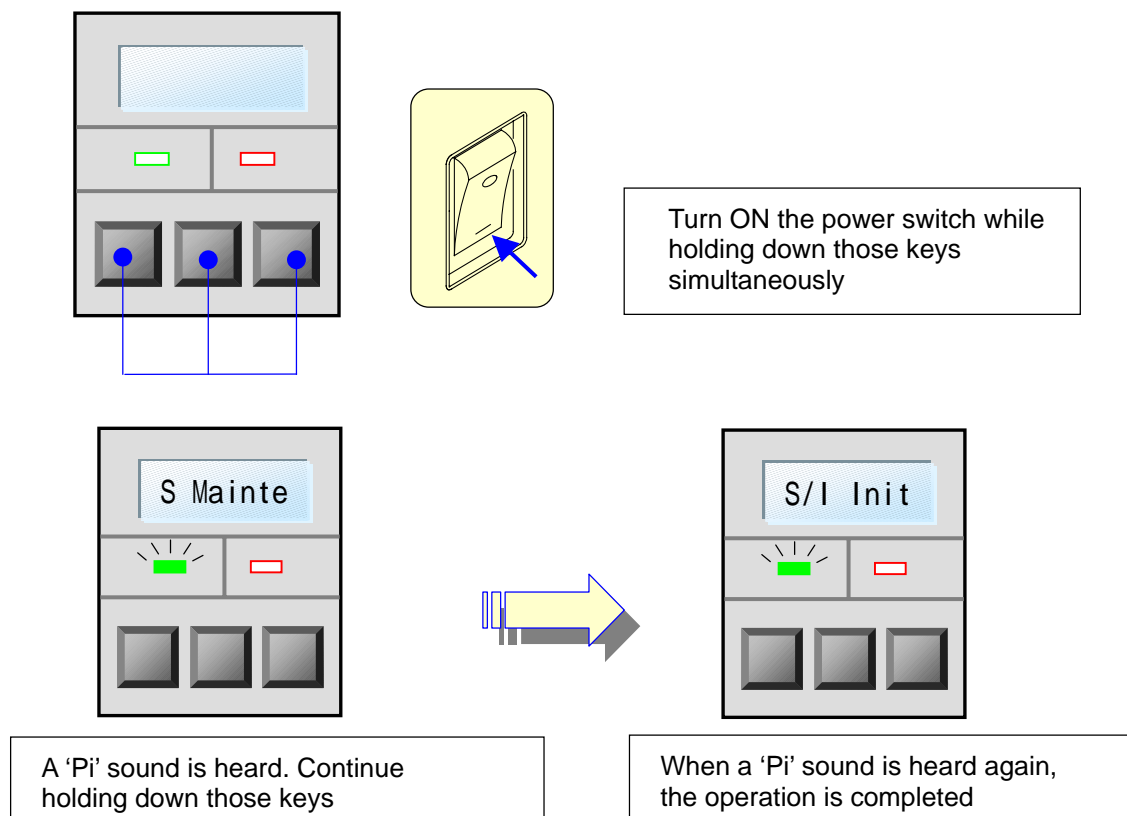 Turn ON the power switch while
holding down those keys
simultaneously
S Mainte
S/I Init
A ‘Pi’ sound is heard. Continue
holding down those keys
When a ‘Pi’ sound is heard again,
the operation is completed